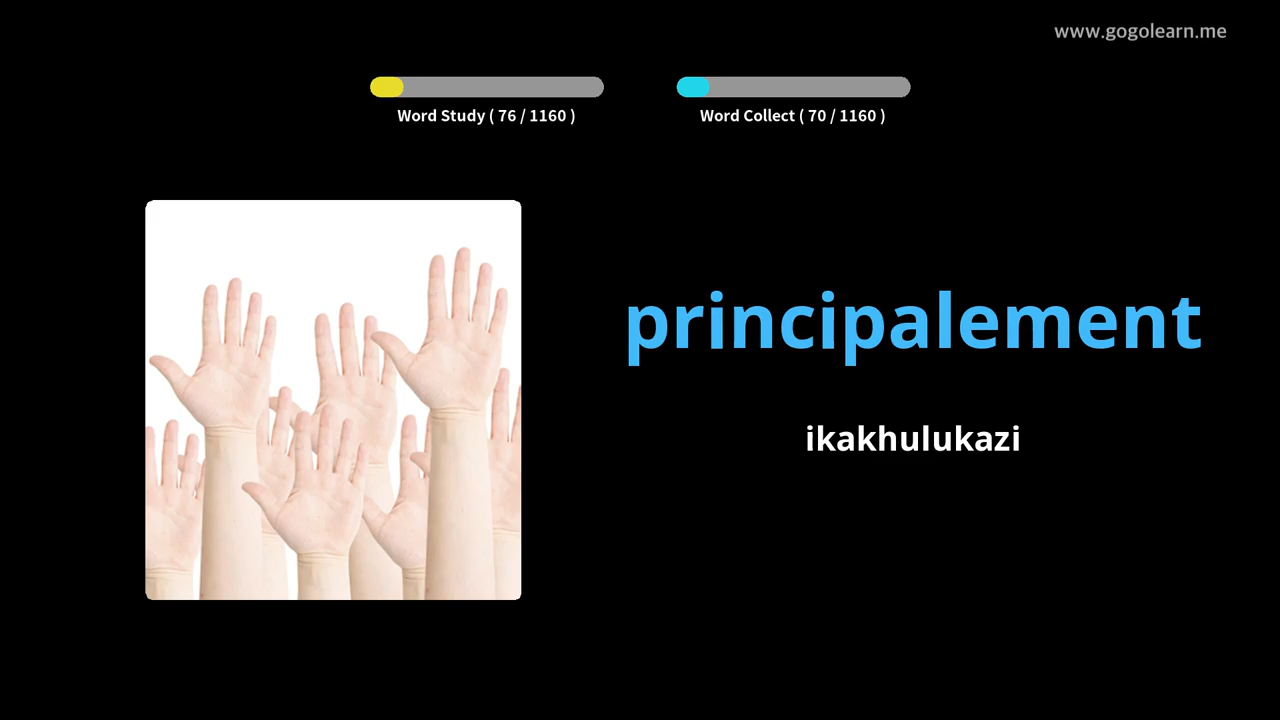 www.gogolearn.me
Word Study ( 76 / 1160 )
Word Collect ( 70 / 1160 )
principalement
ikakhulukazi